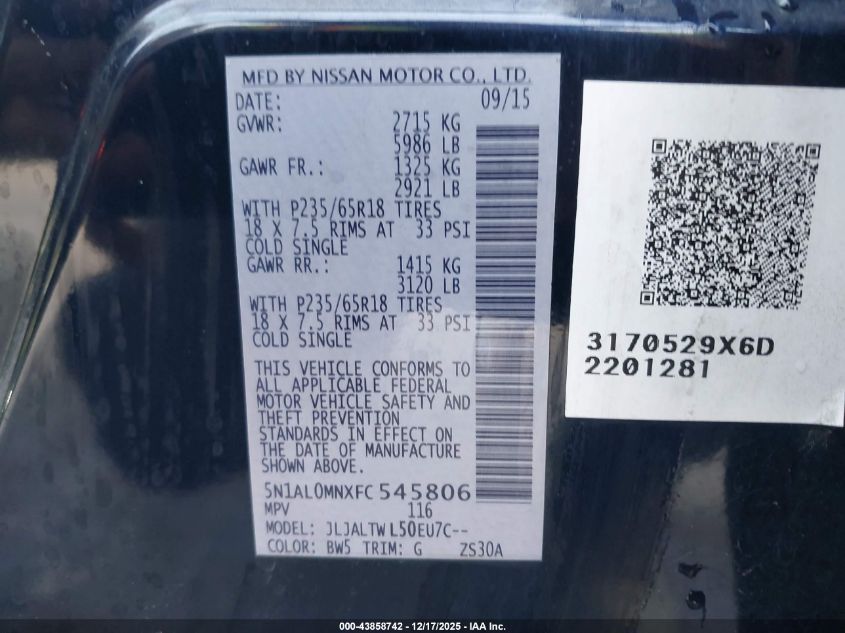 MFD BY NISSAN MOTOR CO., LTD.
DATE: 09/15
GVWR: 2715 KG
5986 LB
GAWR FR.: 1325 KG
2921 LB
WITH P235/65R18 TIRES
18 X 7.5 RIMS AT 33 PSI
COLD SINGLE
GAWR RR.: 1415 KG
3120 LB
WITH P235/65R18 TIRES
18 X 7.5 RIMS AT 33 PSI
COLD SINGLE
THIS VEHICLE CONFORMS TO
ALL APPLICABLE FEDERAL
MOTOR VEHICLE SAFETY AND
THEFT PREVENTION
STANDARDS IN EFFECT ON
THE DATE OF MANUFACTURE
SHOWN ABOVE.
5N1AL0MNXFC545806
MPV 116
MODEL: JLJALTWL50EU7C--
COLOR: BW5 TRIM: G ZS30A
3170529X6D
2201281
000-43858742 — 12/17/2025 — IAA Inc.